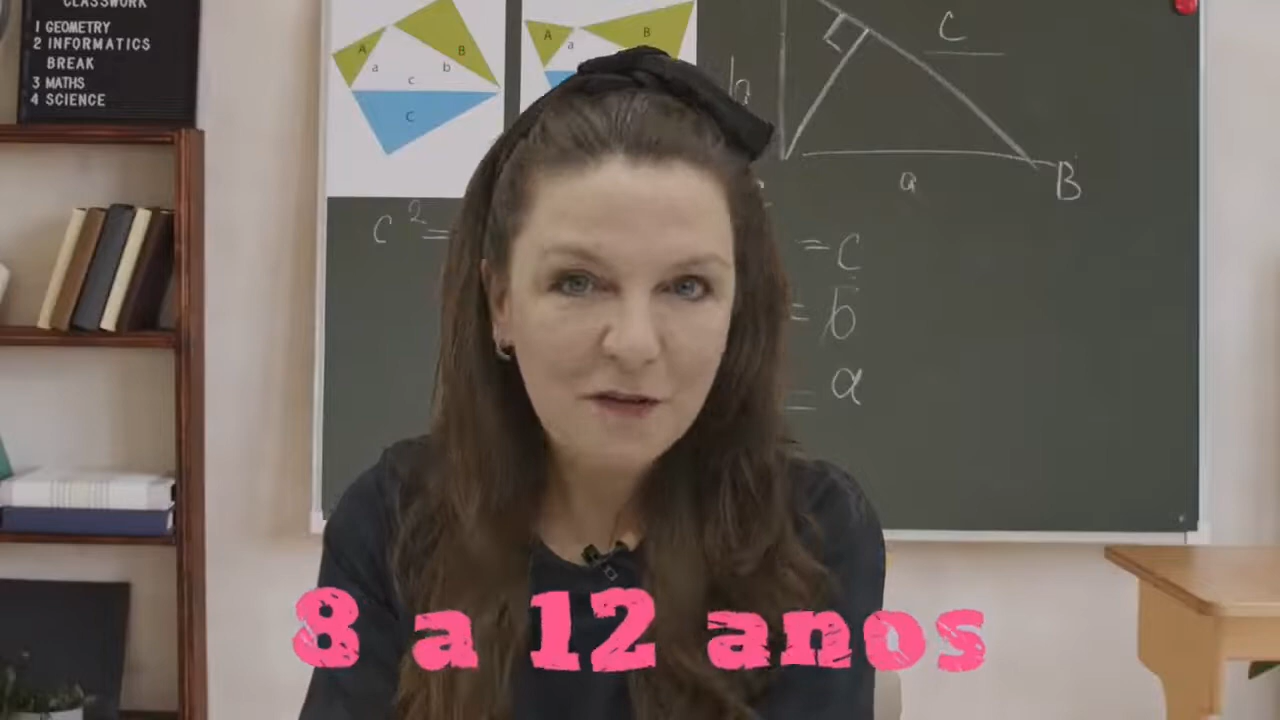 CLASSWORK
1 GEOMETRY
2 INFORMATICS
BREAK
3 MATHS
4 SCIENCE
A
B
a
b
c
C
A
B
a
c
b
a
B
c² =
= c
= b
= a
8 a 12 anos